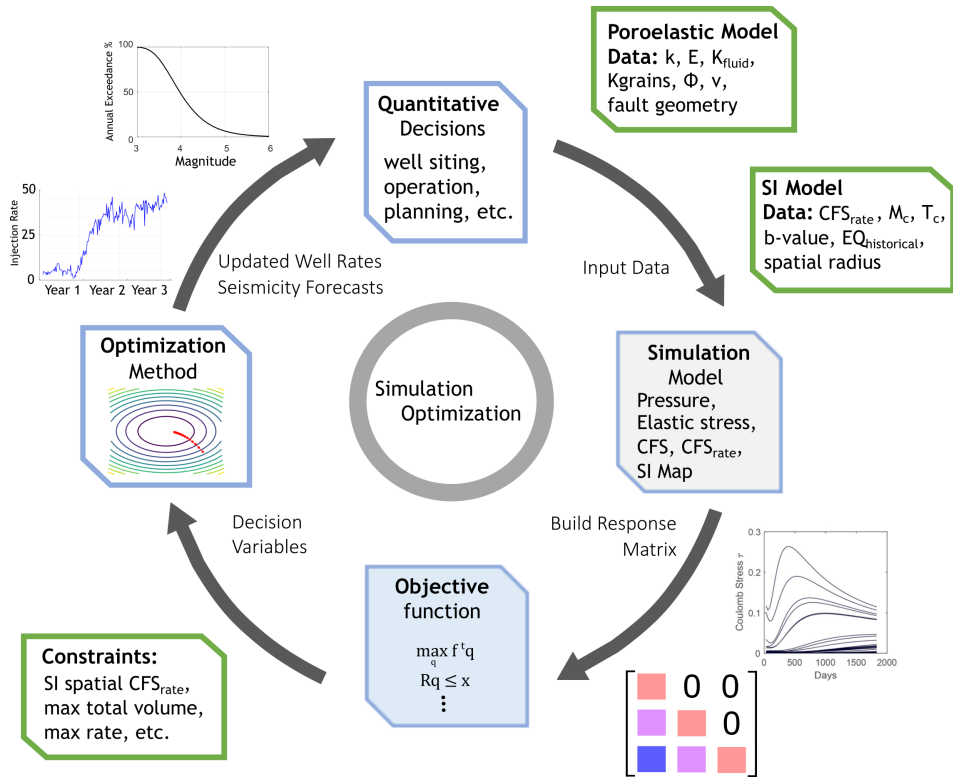 Poroelastic Model
Data: k, E, Kfluid,
Kgrains, Φ, ν,
fault geometry
Annual Exceedance %
100
50
0
3 4 5 6
Magnitude
Quantitative
Decisions
well siting,
operation,
planning, etc.
SI Model
Data: CFSrate, Mc, Tc,
b-value, EQhistorical,
spatial radius
Injection Rate
50
25
0
Year 1 Year 2 Year 3
Updated Well Rates
Seismicity Forecasts
Input Data
Optimization
Method
Simulation
Optimization
Simulation
Model
Pressure,
Elastic stress,
CFS, CFSrate,
SI Map
Decision
Variables
Build Response
Matrix
Coulomb Stress τ
0.3
0.2
0.1
0
0 500 1000 1500 2000
Days
Objective
function
max f^t q
q
Rq ≤ x
⋮
Constraints:
SI spatial CFSrate,
max total volume,
max rate, etc.
0 0
0